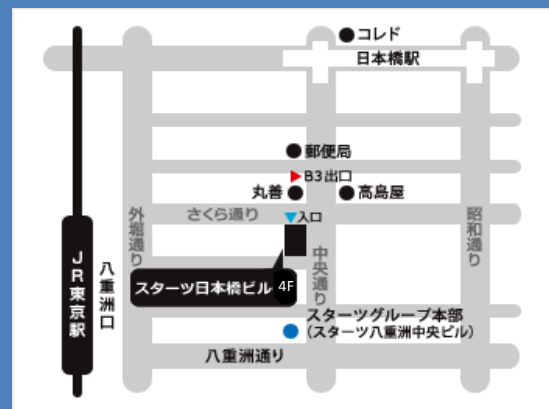 コレド
日本橋駅
郵便局
B3出口
丸善
高島屋
さくら通り
入口
外堀通り
昭和通り
中央通り
JR東京駅
八重洲口
スターツ日本橋ビル 4F
スターツグループ本部
(スターツ八重洲中央ビル)
八重洲通り